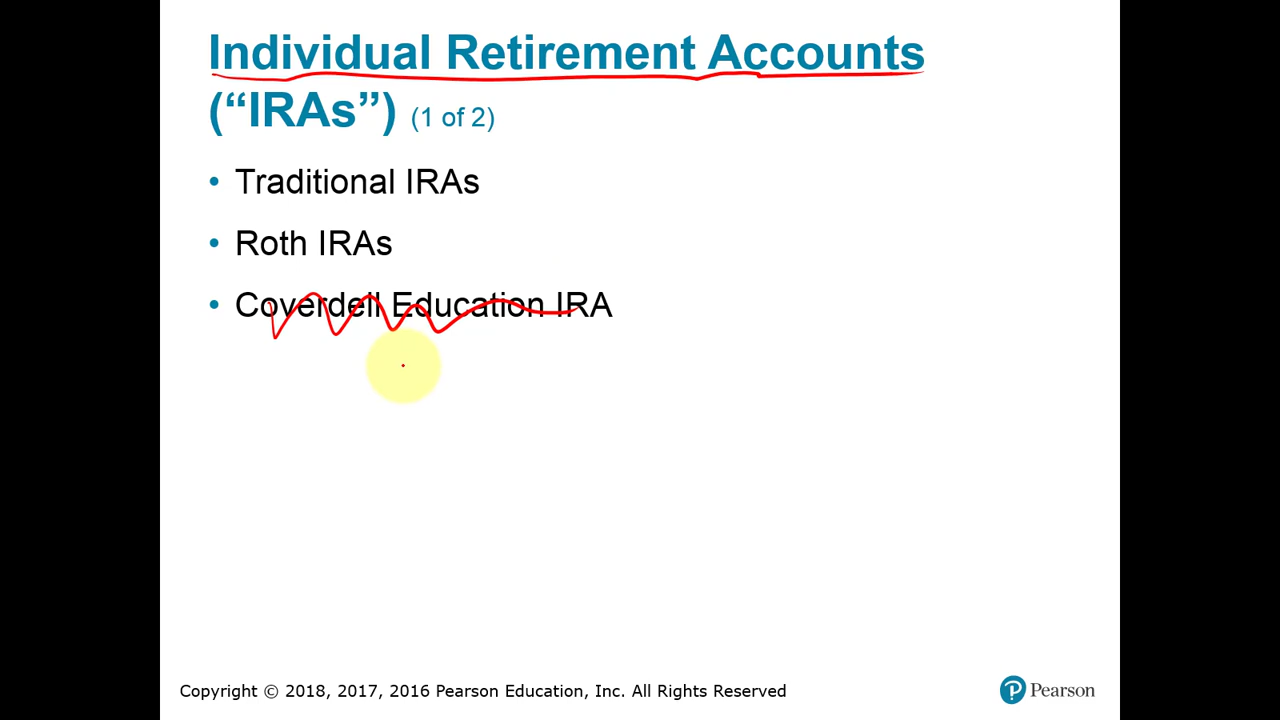 Individual Retirement Accounts
(“IRAs”) (1 of 2)
• Traditional IRAs
• Roth IRAs
• Coverdell Education IRA
Copyright © 2018, 2017, 2016 Pearson Education, Inc. All Rights Reserved
P Pearson